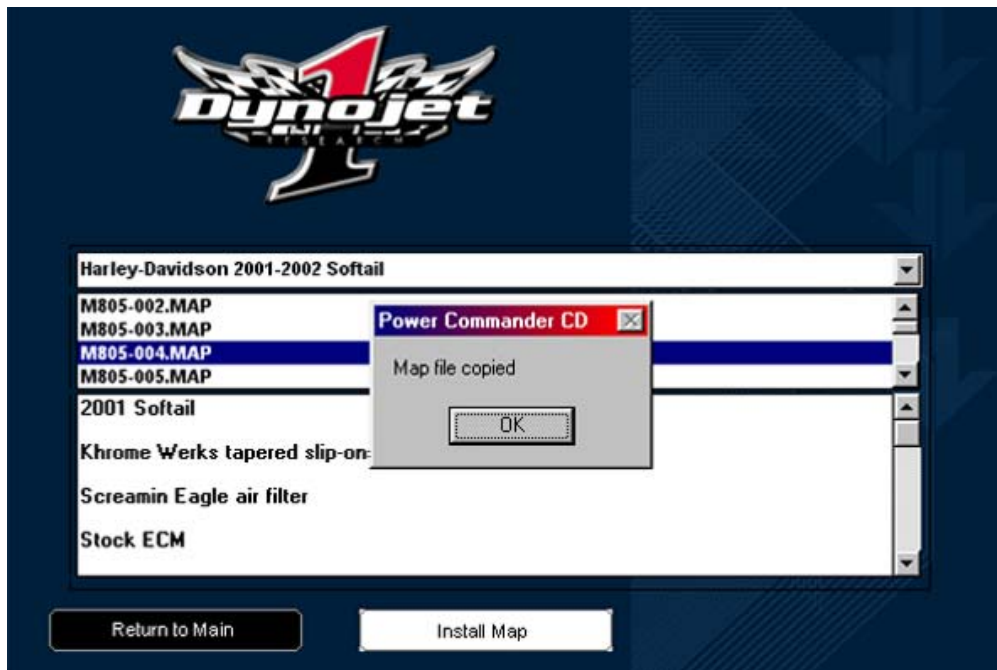 Dynojet
RESEARCH
1
Harley-Davidson 2001-2002 Softail
M805-002.MAP
M805-003.MAP
M805-004.MAP
M805-005.MAP
Power Commander CD
Map file copied
OK
2001 Softail
Khrome Werks tapered slip-on
Screamin Eagle air filter
Stock ECM
Return to Main
Install Map